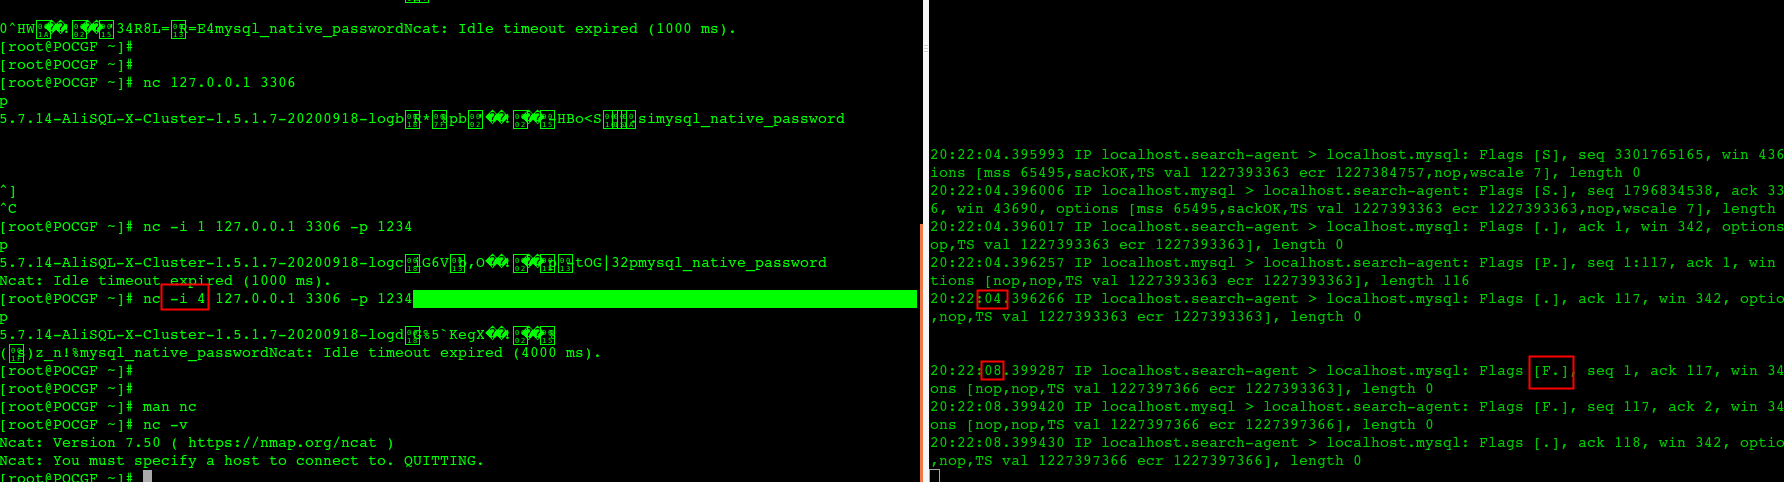 0^HW34R8L=R=E4mysql_native_passwordNcat: Idle timeout expired (1000 ms).
[root@POCGF ~]#
[root@POCGF ~]#
[root@POCGF ~]# nc 127.0.0.1 3306
p
5.7.14-AliSQL-X-Cluster-1.5.1.7-20200918-logb R* pb HBo<S simysql_native_password
^]
^C
[root@POCGF ~]# nc -i 1 127.0.0.1 3306 -p 1234
p
5.7.14-AliSQL-X-Cluster-1.5.1.7-20200918-logc G6V ,O tOG|32pmysql_native_password
Ncat: Idle timeout expired (1000 ms).
[root@POCGF ~]# nc -i 4 127.0.0.1 3306 -p 1234
p
5.7.14-AliSQL-X-Cluster-1.5.1.7-20200918-logd G%5`KegX
( )z_n!%mysql_native_passwordNcat: Idle timeout expired (4000 ms).
[root@POCGF ~]#
[root@POCGF ~]#
[root@POCGF ~]# man nc
[root@POCGF ~]# nc -v
Ncat: Version 7.50 ( https://nmap.org/ncat )
Ncat: You must specify a host to connect to. QUITTING.
[root@POCGF ~]#
20:22:04.395993 IP localhost.search-agent > localhost.mysql: Flags [S], seq 3301765165, win 436
ions [mss 65495,sackOK,TS val 1227393363 ecr 1227384757,nop,wscale 7], length 0
20:22:04.396006 IP localhost.mysql > localhost.search-agent: Flags [S.], seq 1796834538, ack 33
6, win 43690, options [mss 65495,sackOK,TS val 1227393363 ecr 1227393363,nop,wscale 7], length
20:22:04.396017 IP localhost.search-agent > localhost.mysql: Flags [.], ack 1, win 342, options
op,TS val 1227393363 ecr 1227393363], length 0
20:22:04.396257 IP localhost.mysql > localhost.search-agent: Flags [P.], seq 1:117, ack 1, win
tions [nop,nop,TS val 1227393363 ecr 1227393363], length 116
20:22:04.396266 IP localhost.search-agent > localhost.mysql: Flags [.], ack 117, win 342, optio
,nop,TS val 1227393363 ecr 1227393363], length 0
20:22:08.399287 IP localhost.search-agent > localhost.mysql: Flags [F.], seq 1, ack 117, win 34
ons [nop,nop,TS val 1227397366 ecr 1227393363], length 0
20:22:08.399420 IP localhost.mysql > localhost.search-agent: Flags [F.], seq 117, ack 2, win 34
ons [nop,nop,TS val 1227397366 ecr 1227397366], length 0
20:22:08.399430 IP localhost.search-agent > localhost.mysql: Flags [.], ack 118, win 342, optio
,nop,TS val 1227397366 ecr 1227397366], length 0